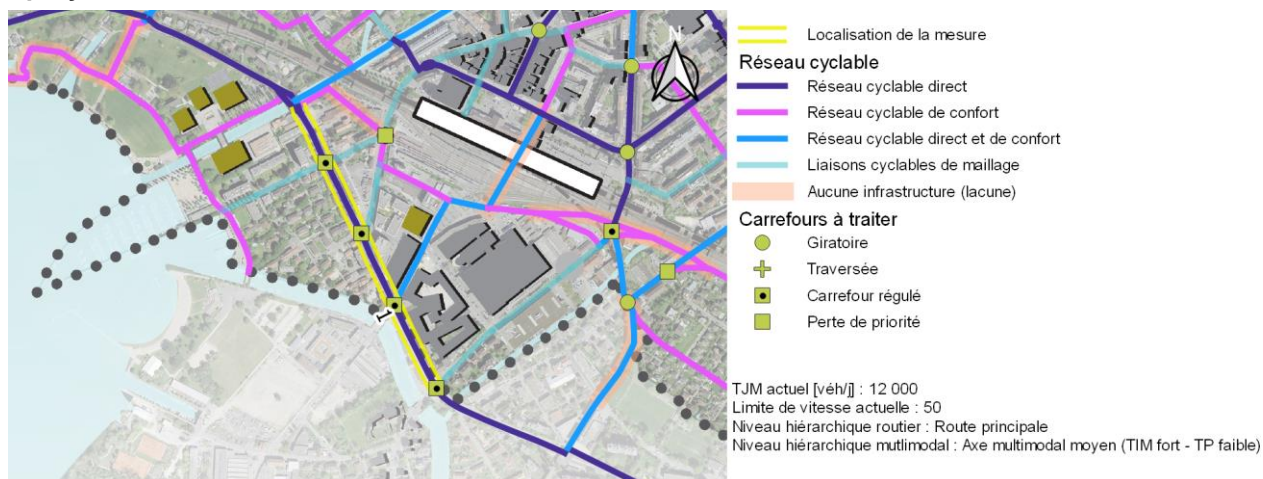 N
1
Localisation de la mesure
Réseau cyclable
Réseau cyclable direct
Réseau cyclable de confort
Réseau cyclable direct et de confort
Liaisons cyclables de maillage
Aucune infrastructure (lacune)
Carrefours à traiter
Giratoire
Traversée
Carrefour régulé
Perte de priorité
TJM actuel [véh/j] : 12 000
Limite de vitesse actuelle : 50
Niveau hiérarchique routier : Route principale
Niveau hiérarchique mutlimodal : Axe multimodal moyen (TIM fort - TP faible)